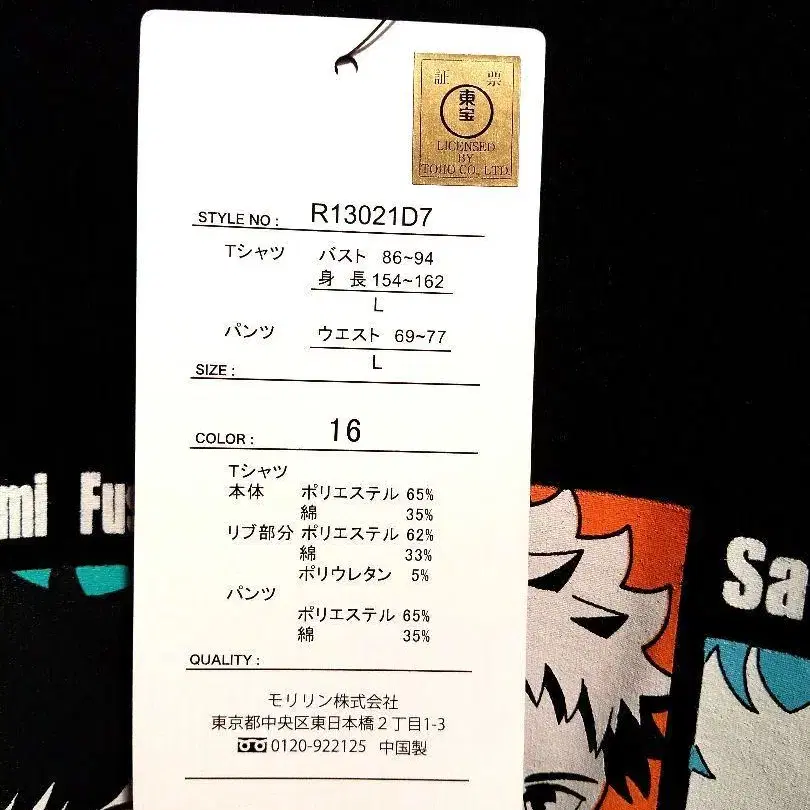 証 票
東宝
LICENSED
BY
TOHO CO., LTD.
STYLE NO : R13021D7
Tシャツ バスト 86~94
身 長 154~162
L
パンツ ウエスト 69~77
L
SIZE :
COLOR : 16
Tシャツ
本体 ポリエステル 65%
綿 35%
リブ部分 ポリエステル 62%
綿 33%
ポリウレタン 5%
パンツ
ポリエステル 65%
綿 35%
QUALITY :
モリリン株式会社
東京都中央区東日本橋2丁目1-3
0120-922125 中国製
mi Fu
Sa